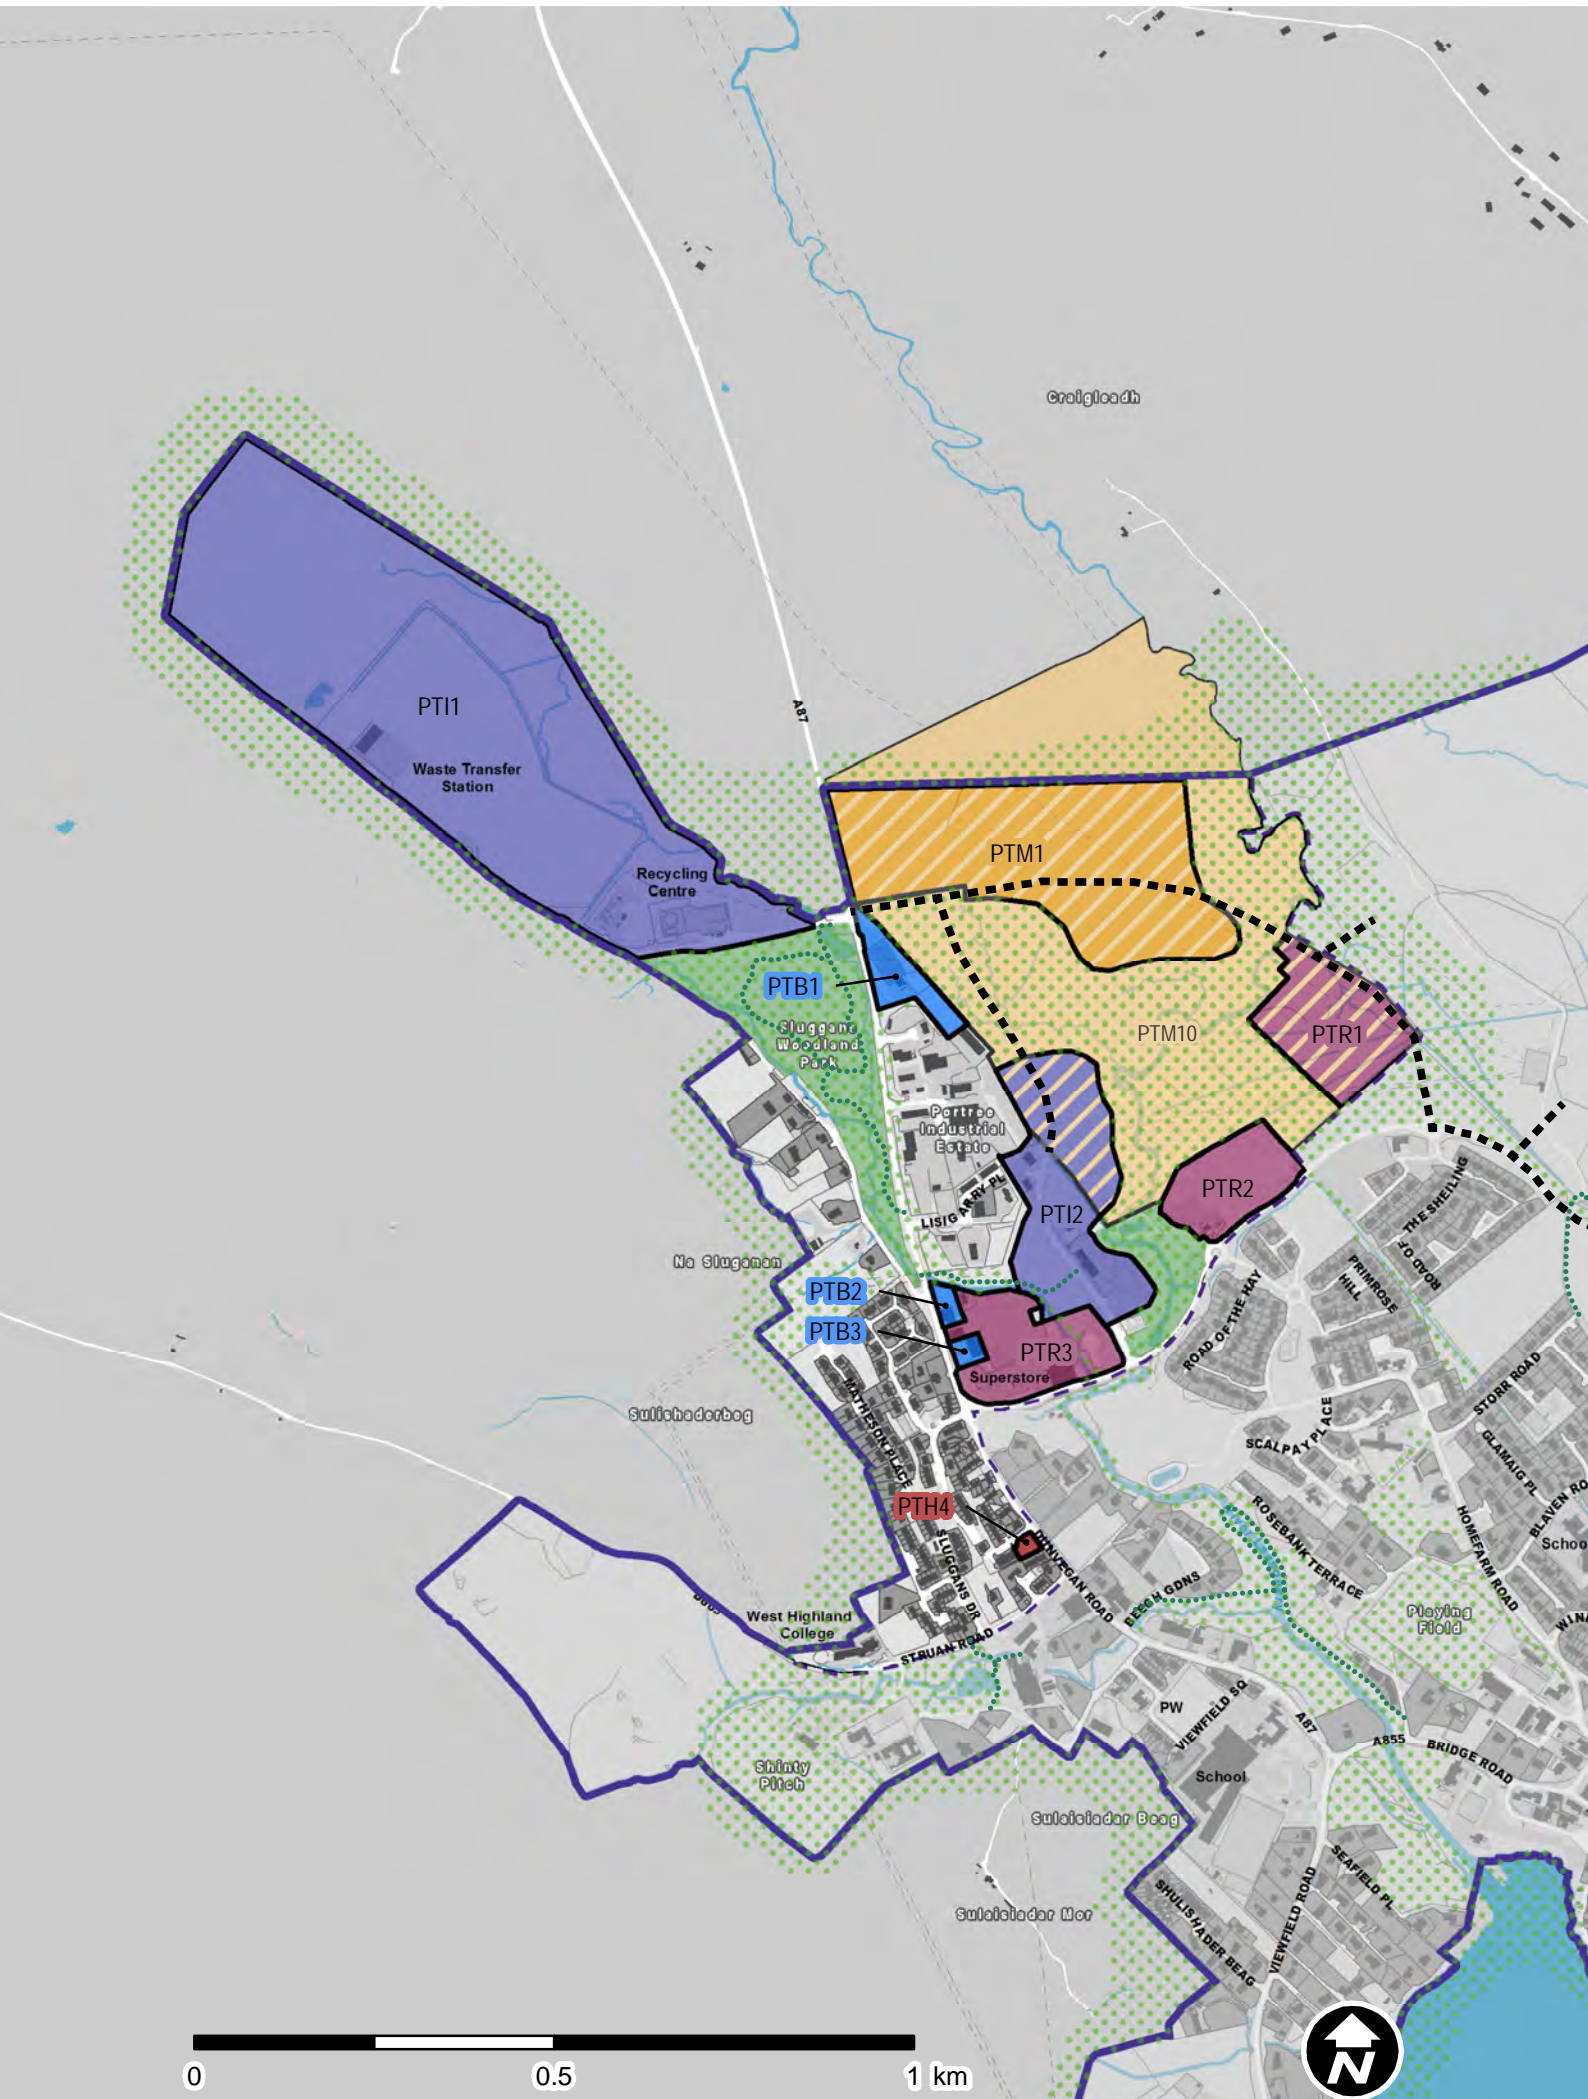 Craigleadh
A87
PTI1
Waste Transfer
Station
PTM1
Recycling
Centre
PTB1
Sluggans
Woodland
Park
PTM10
PTR1
Portree
Industrial
Estate
LISIGARRY PL
PTR2
PTI2
THE SHEILING
ROAD OF
PRIMROSE
HILL
ROAD OF THE HAY
Na Sluganan
PTB2
PTB3
PTR3
Superstore
MATHESON PLACE
Sulishaderbeg
STORR ROAD
SCALPAY PLACE
GLAMAIG PL
BLAVEN RO
PTH4
ROSEBANK TERRACE
HOMEFARM ROAD
Schoo
DUNVEGAN ROAD
SLUGGANS DR
BEECH GDNS
West Highland
College
STRUAN ROAD
Playing
Field
WIN
PW
VIEWFIELD SQ
A87
A855
BRIDGE ROAD
Shinty
Pitch
School
Sulaisiadar Beag
SEAFIELD PL
SHULISHADER BEAG
VIEWFIELD ROAD
Sulaisiadar Mor
0
0.5
1 km
N